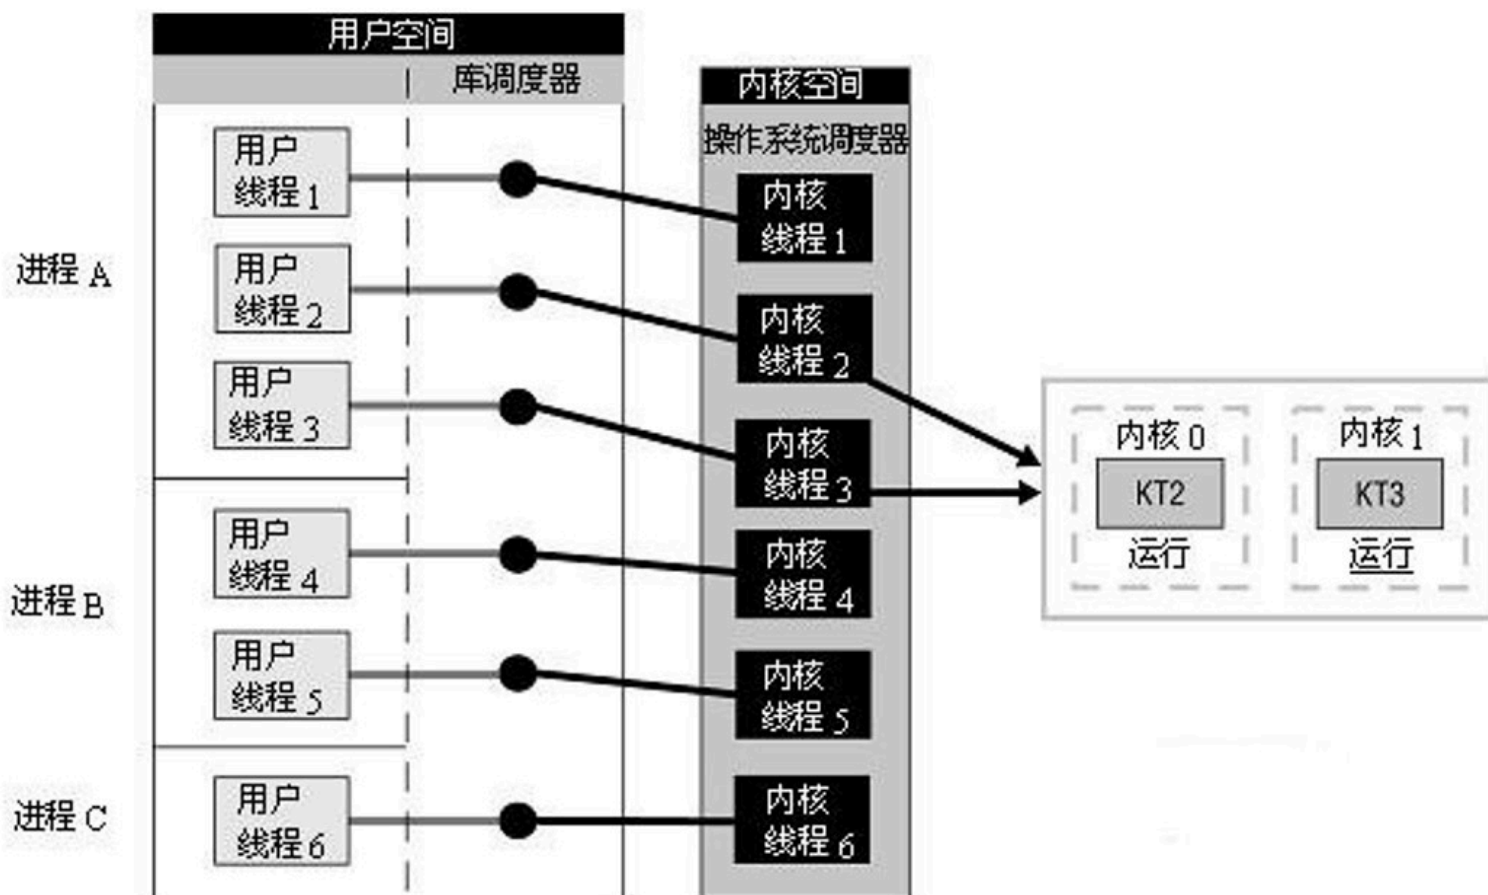 用户空间
库调度器
内核空间
操作系统调度器
进程 A
用户
线程 1
用户
线程 2
用户
线程 3
内核
线程 1
内核
线程 2
内核
线程 3
进程 B
用户
线程 4
用户
线程 5
内核
线程 4
内核
线程 5
进程 C
用户
线程 6
内核
线程 6
内核 0
KT2
运行
内核 1
KT3
运行